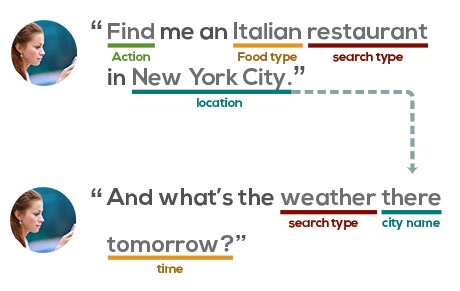 “Find me an Italian restaurant
Action Food type search type
in New York City.”
location
“And what’s the weather there
search type city name
tomorrow?”
time